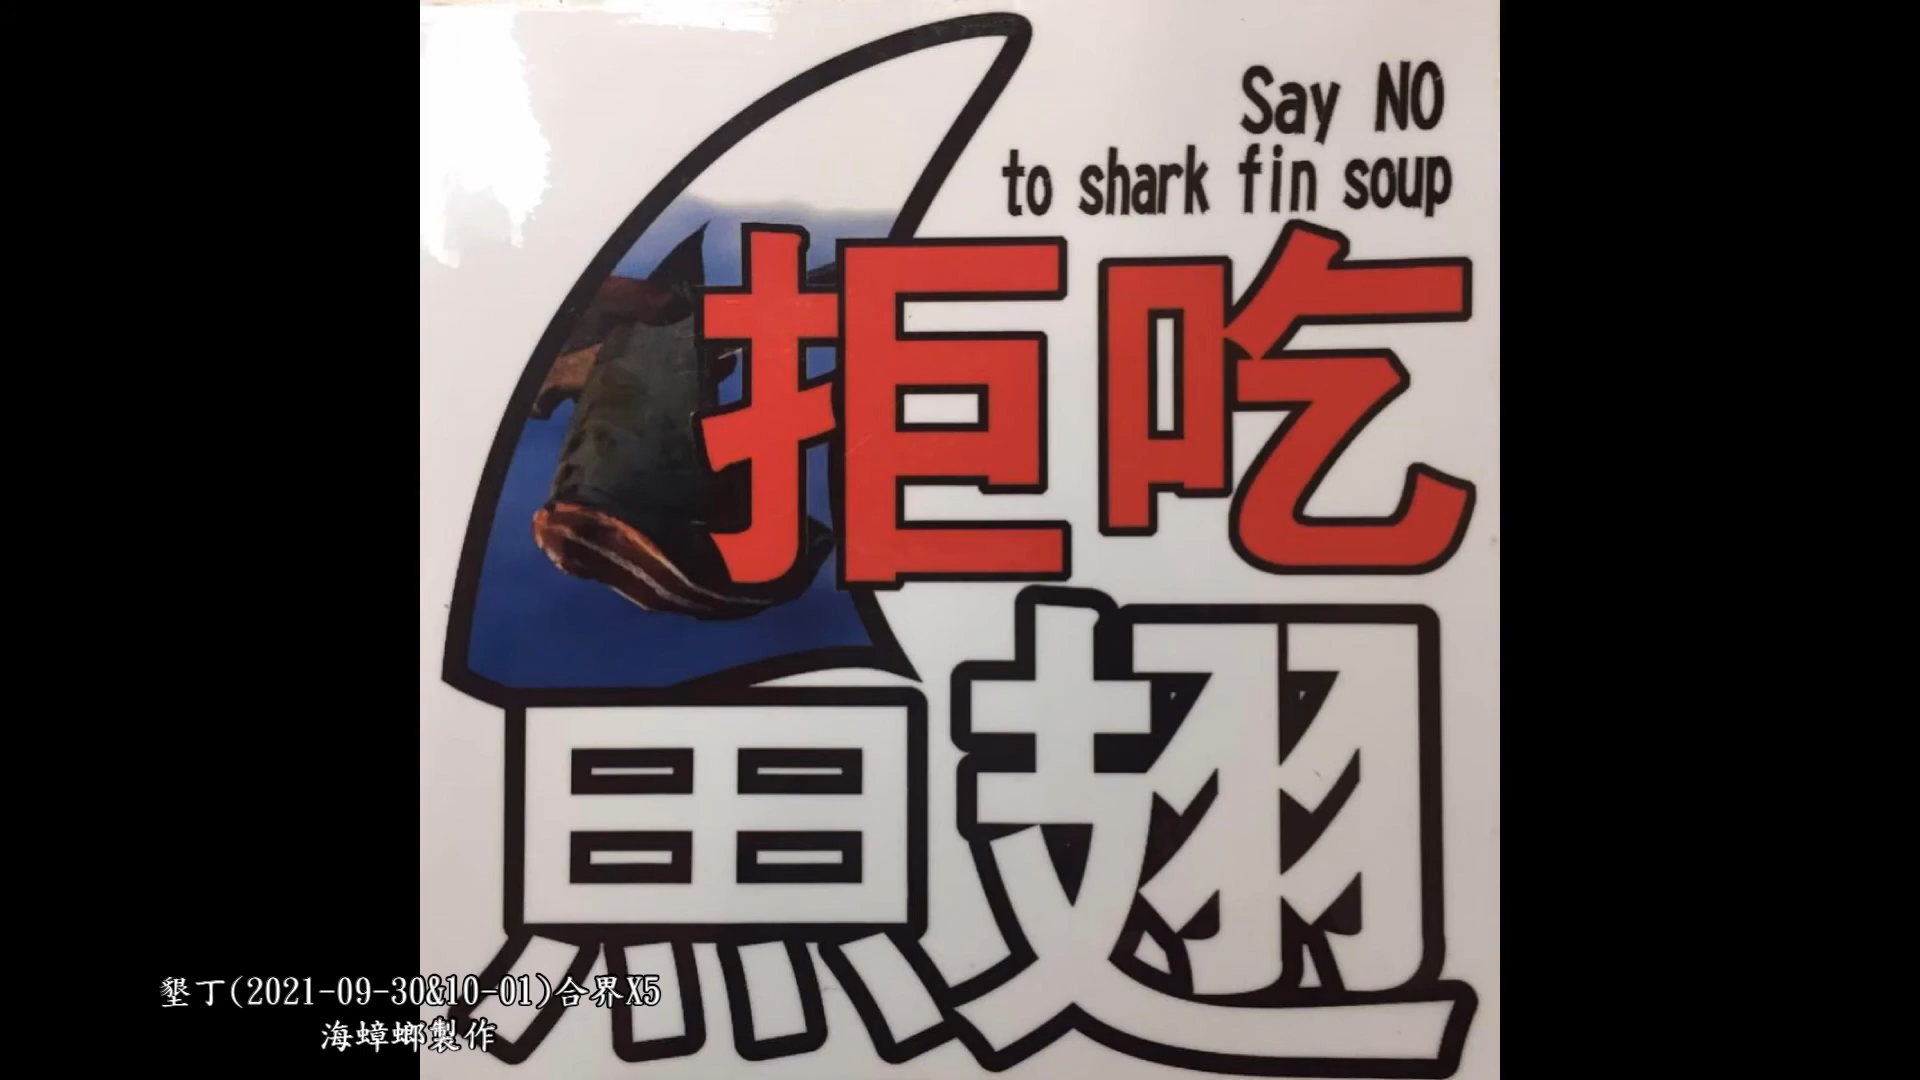 Say NO
to shark fin soup
拒吃
魚翅
墾丁(2021-09-30&10-01)合界X5
海蟑螂製作